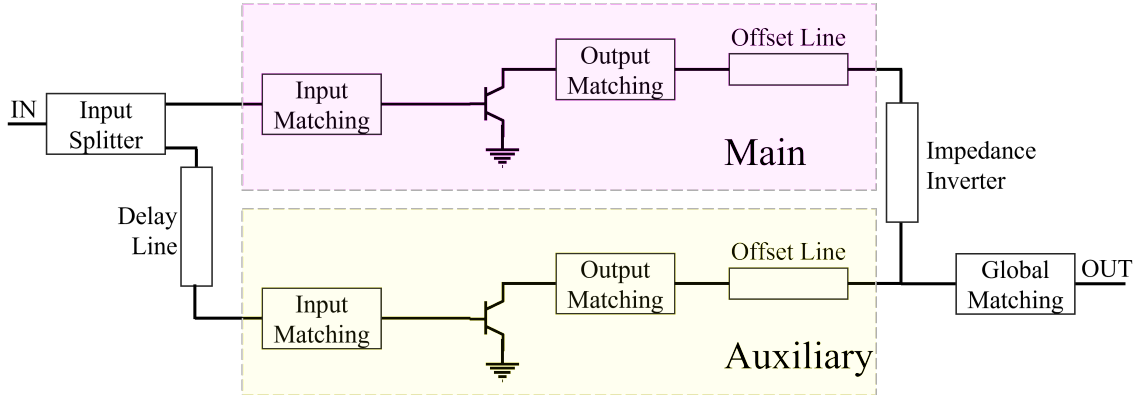 Offset Line
Output
Matching
IN
Input
Splitter
Input
Matching
Main
Impedance
Inverter
Delay
Line
Offset Line
Output
Matching
Global
Matching
OUT
Input
Matching
Auxiliary